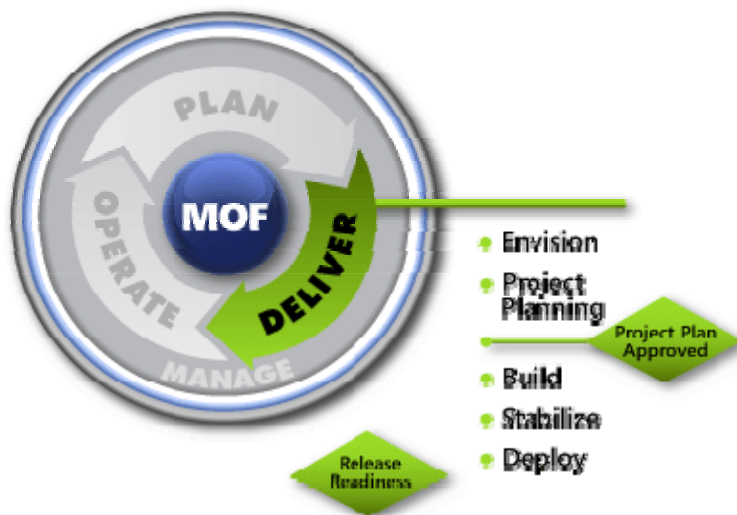 PLAN
MOF
OPERATE
DELIVER
MANAGE
Envision
Project
Planning
Project Plan
Approved
Build
Stabilize
Deploy
Release
Readiness